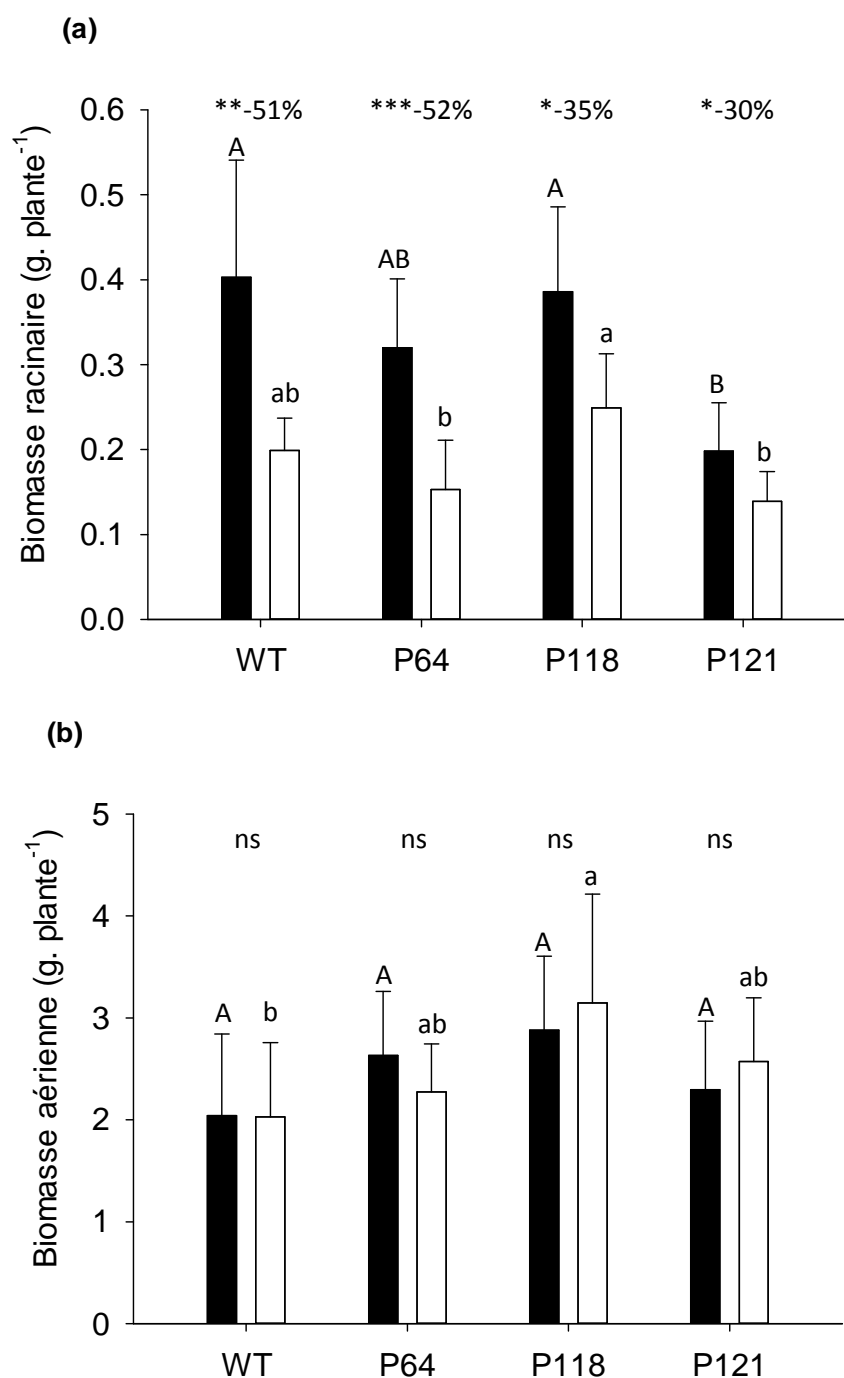 (a)
**-51% ***-52% *-35% *-30%
Biomasse racinaire (g. plante-1)
0.6
0.5
0.4
0.3
0.2
0.1
0.0
A ab AB b A a B b
WT P64 P118 P121
(b)
ns ns ns ns
Biomasse aérienne (g. plante-1)
5
4
3
2
1
0
A b A ab A a A ab
WT P64 P118 P121